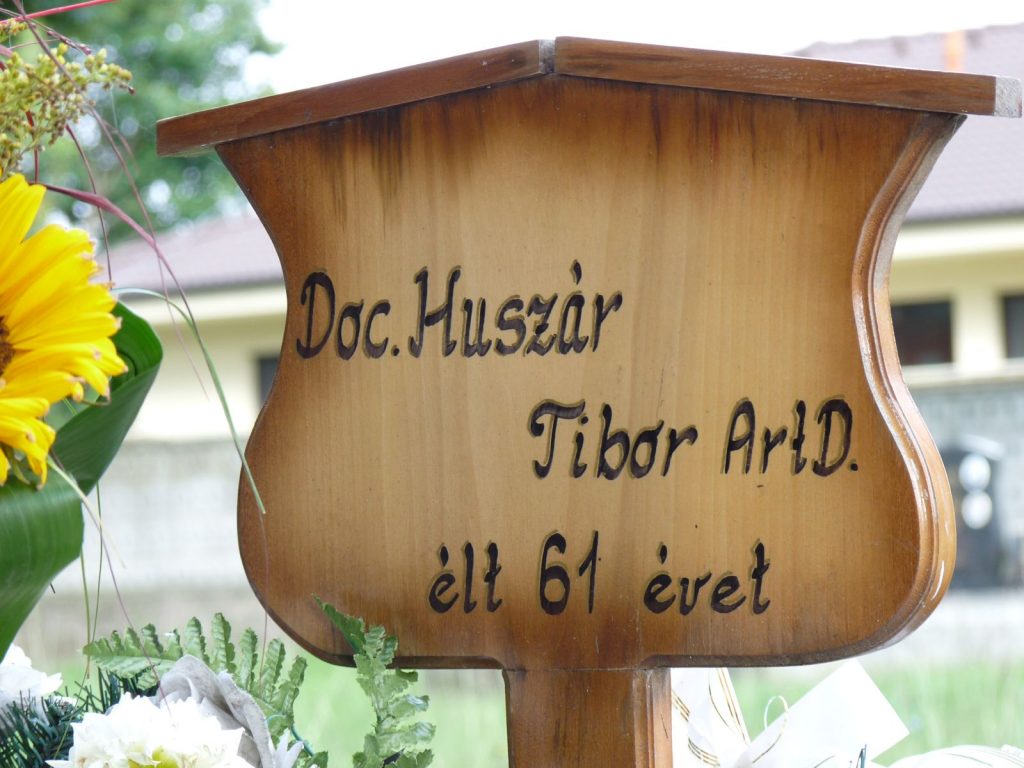 Doc. Huszár
Tibor ArtD.
élt 61 évet